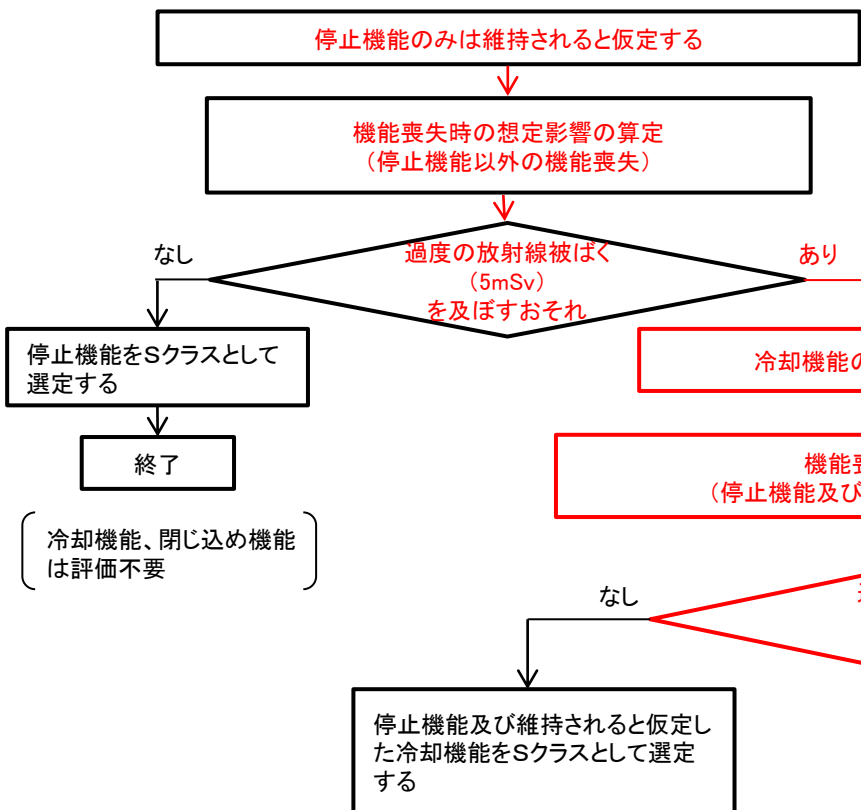 停止機能のみは維持されると仮定する
機能喪失時の想定影響の算定
（停止機能以外の機能喪失）
過度の放射線被ばく
（5mSv）
を及ぼすおそれ
なし
あり
停止機能をSクラスとして
選定する
冷却機能の
終了
機能
（停止機能及び
冷却機能、閉じ込め機能
は評価不要
なし
停止機能及び維持されると仮定し
た冷却機能をSクラスとして選定
する